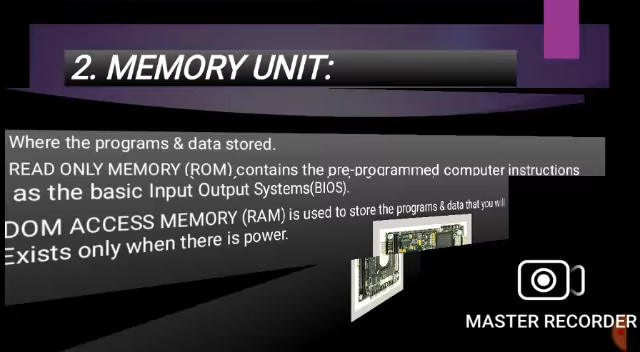 2. MEMORY UNIT:
Where the programs & data stored.
READ ONLY MEMORY (ROM),contains the pre-programmed computer instructions
as the basic Input Output Systems(BIOS).
DOM ACCESS MEMORY (RAM) is used to store the programs & data that you will
Exists only when there is power.
MASTER RECORDER